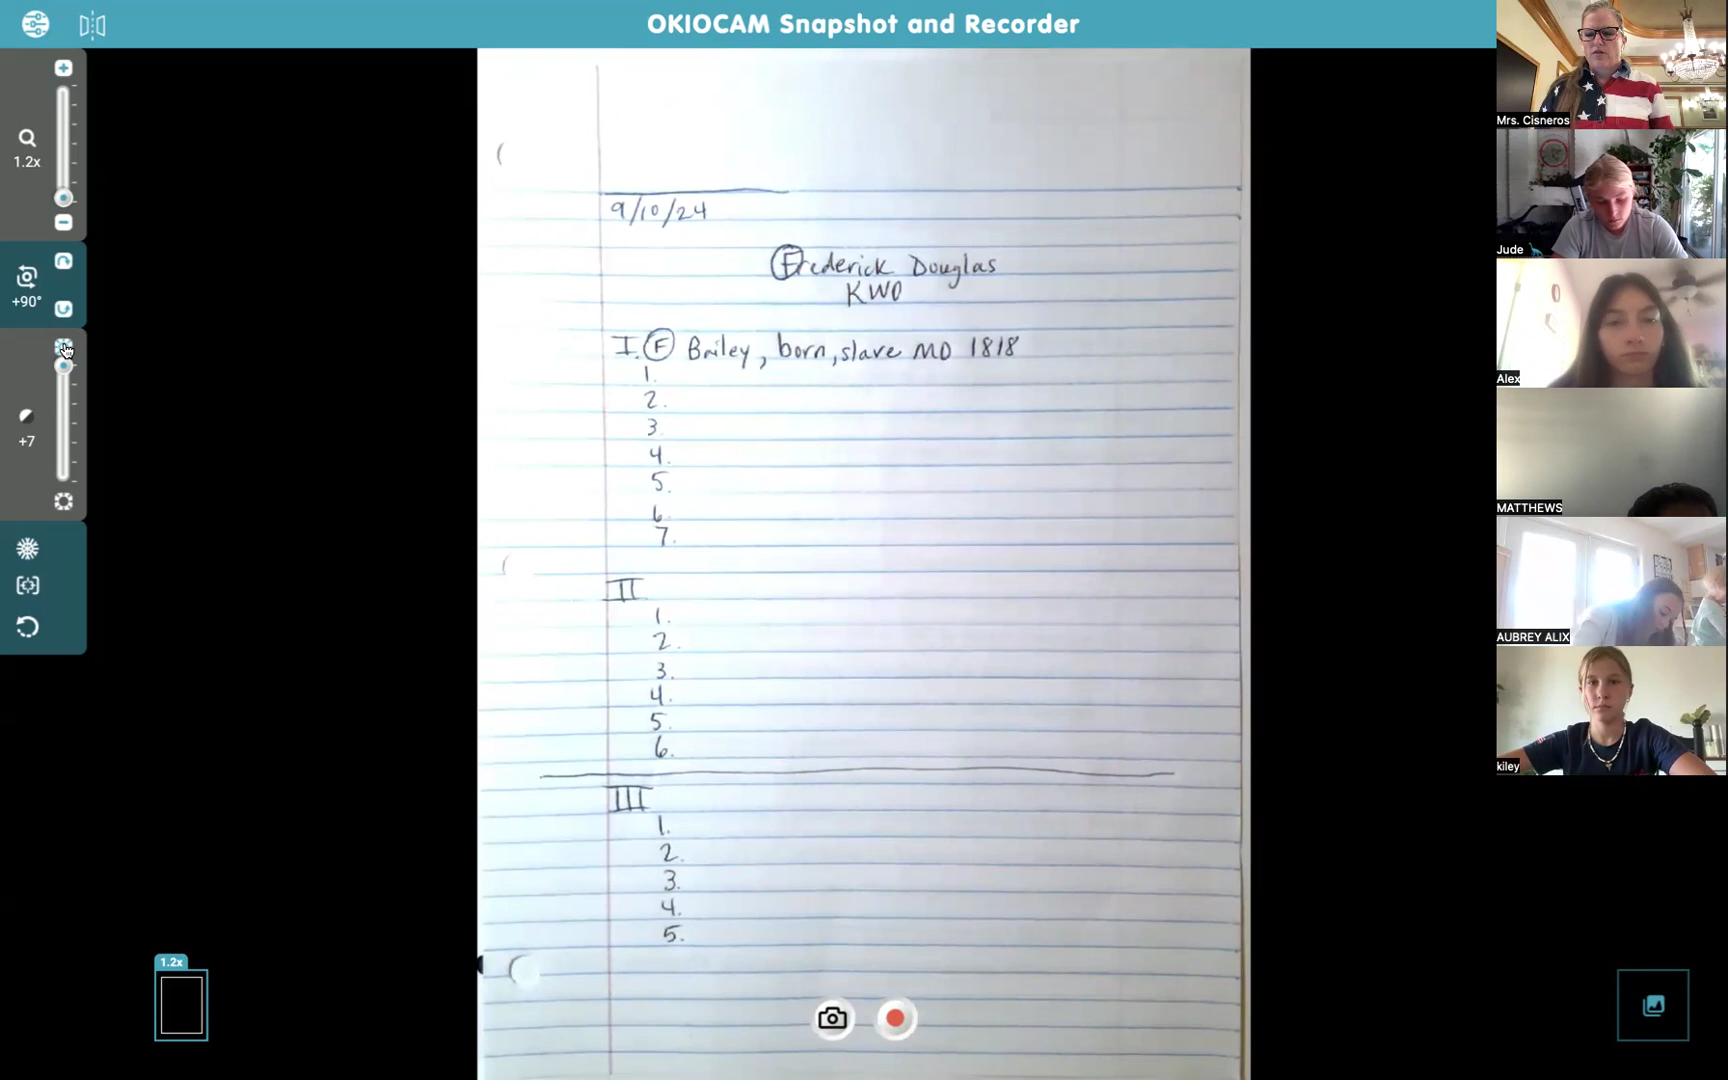 OKIOCAM Snapshot and Recorder
1.2x
+90°
+7
1.2x
9/10/24
Frederick Douglas
KWO
I. F Bailey, born, slave MD 1818
1.
2.
3.
4.
5.
6.
7.
II
1.
2.
3.
4.
5.
6.
III
1.
2.
3.
4.
5.
Mrs. Cisneros
Jude
Alex
MATTHEWS
AUBREY ALIX
kiley